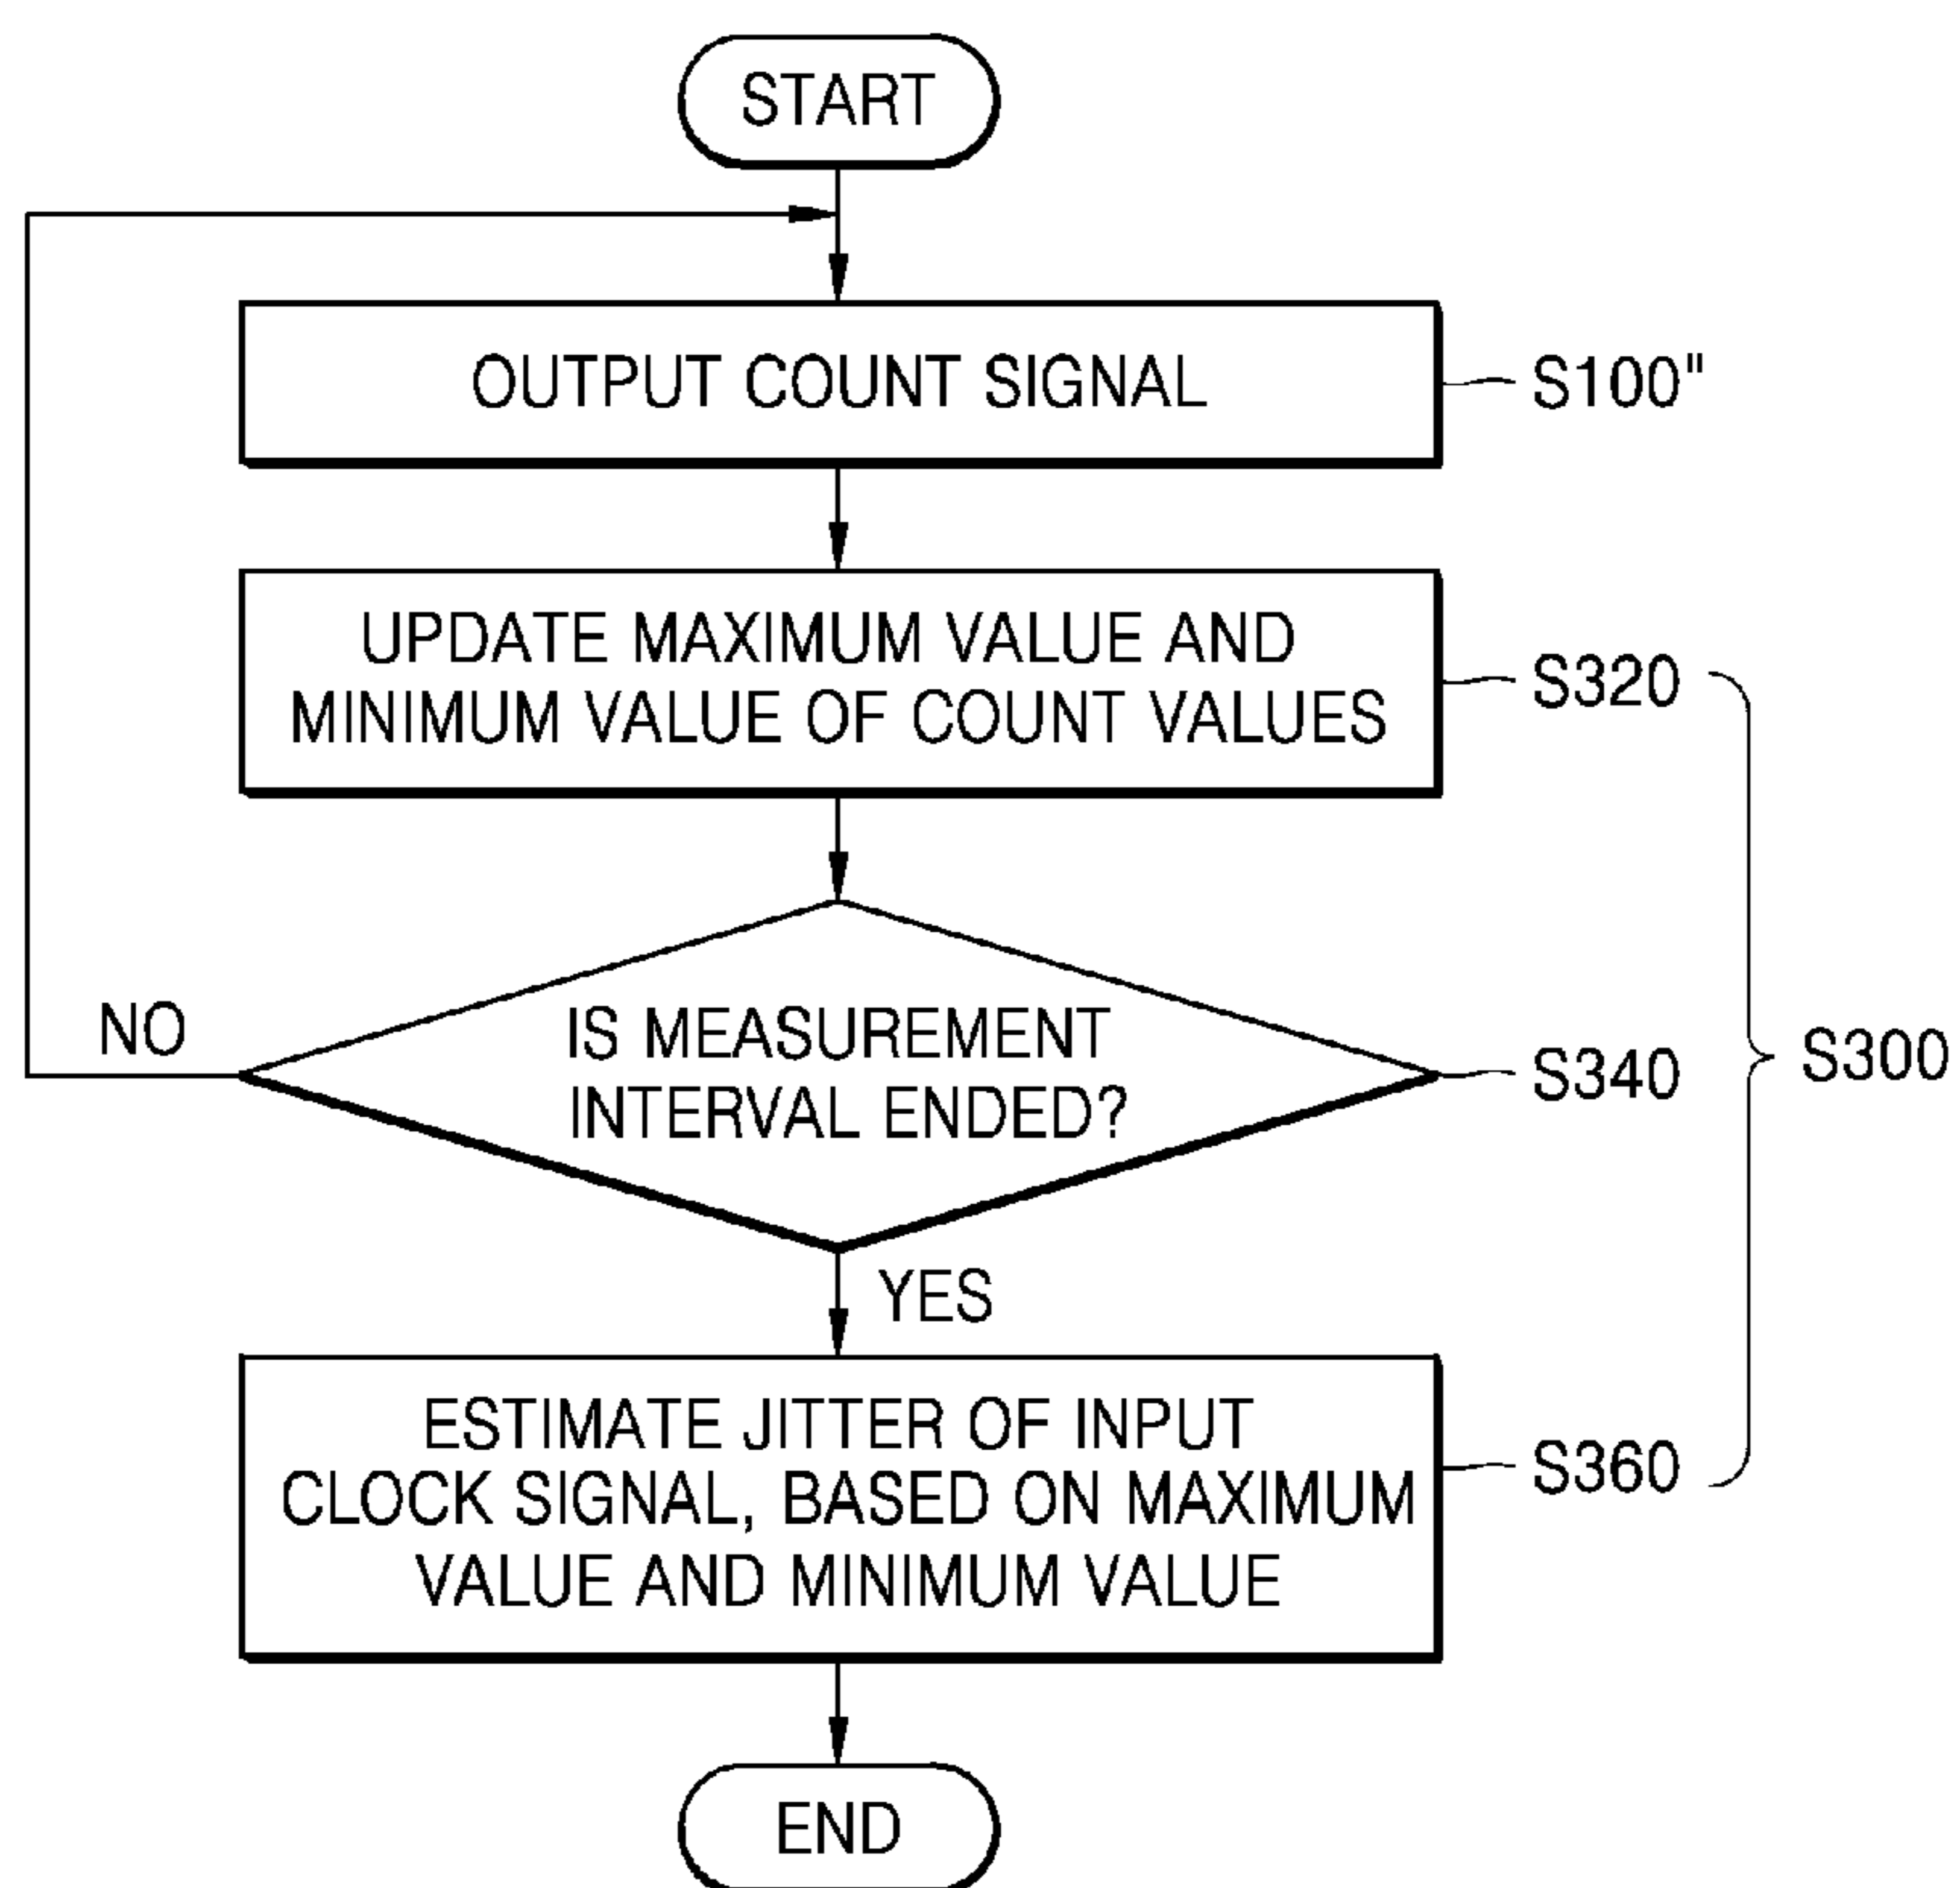 START
OUTPUT COUNT SIGNAL
S100"
UPDATE MAXIMUM VALUE AND
MINIMUM VALUE OF COUNT VALUES
S320
IS MEASUREMENT
INTERVAL ENDED?
NO
S340
S300
YES
ESTIMATE JITTER OF INPUT
CLOCK SIGNAL, BASED ON MAXIMUM
VALUE AND MINIMUM VALUE
S360
END